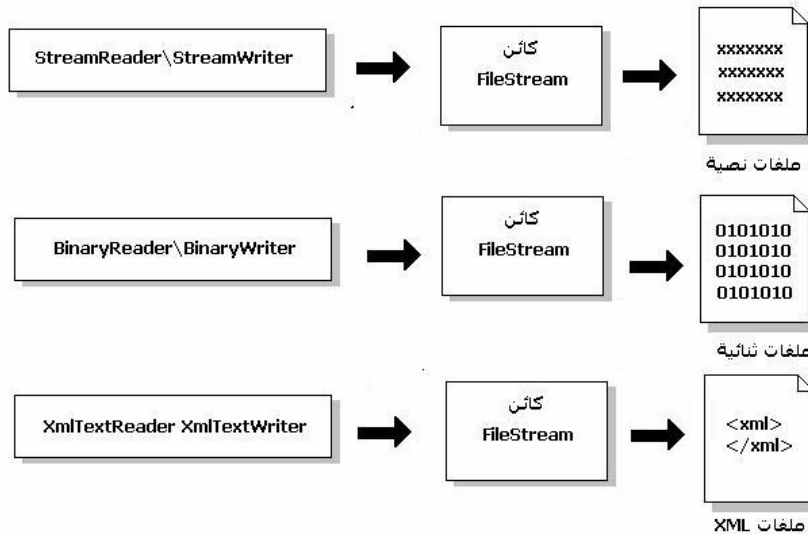 StreamReader\StreamWriter
كائن
FileStream
xxxxxxx
xxxxxxx
xxxxxxx
ملفات نصية
BinaryReader\BinaryWriter
كائن
FileStream
0101010
0101010
0101010
0101010
ملفات ثنائية
XmlTextReader XmlTextWriter
كائن
FileStream
<xml>
</xml>
ملفات XML